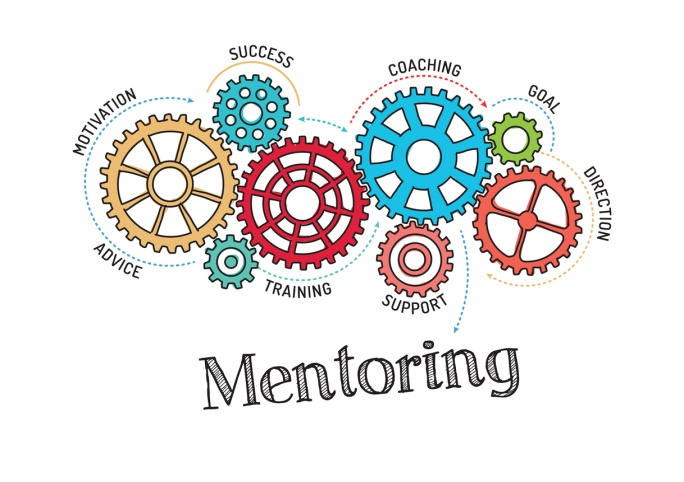 SUCCESS
COACHING
MOTIVATION
GOAL
DIRECTION
ADVICE
TRAINING
SUPPORT
Mentoring